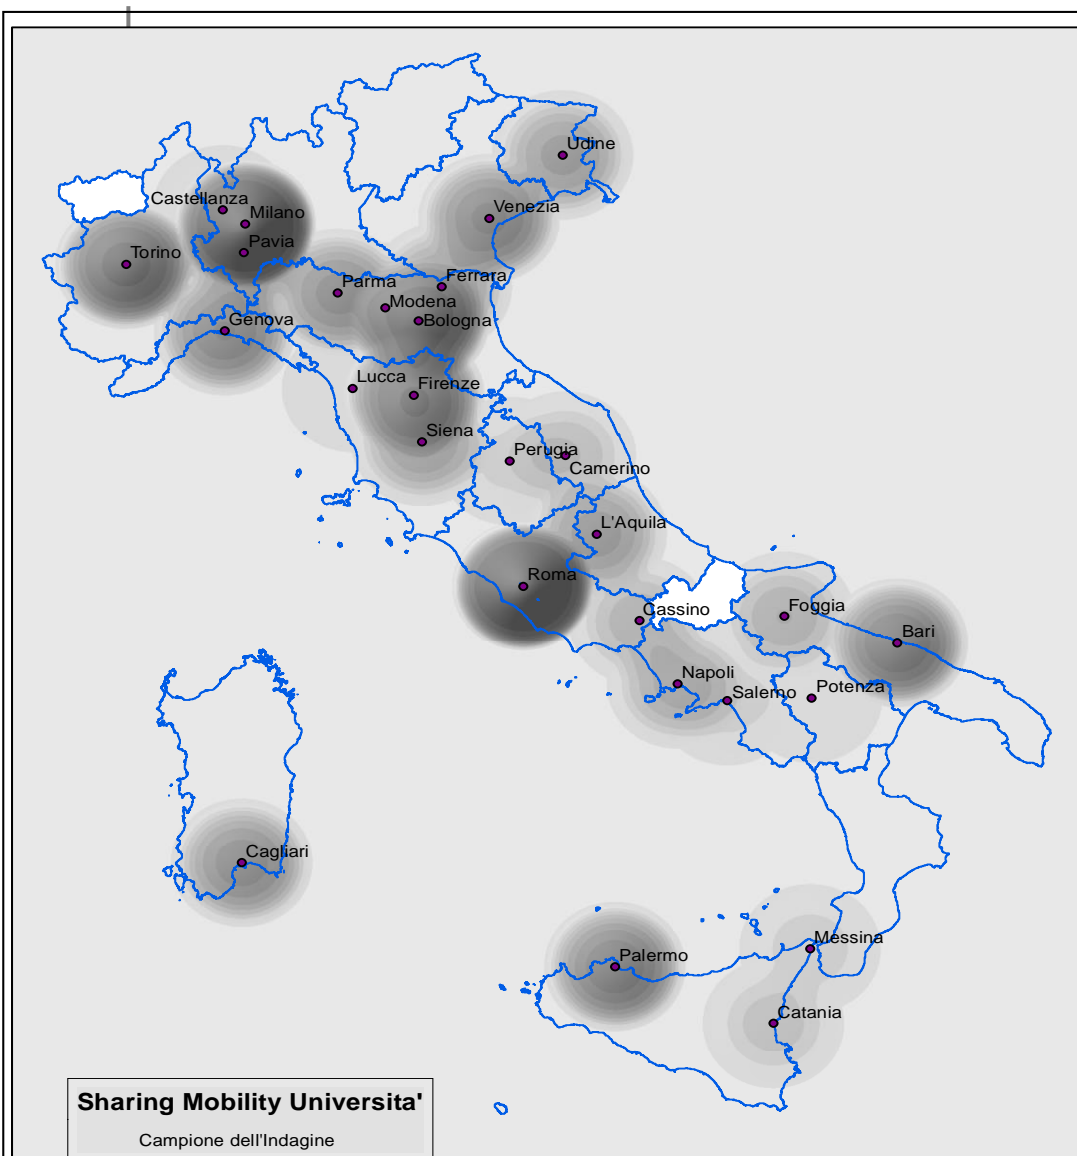 Udine
Castellanza
Venezia
Milano
Torino
Pavia
Parma
Ferrara
Modena
Genova
Bologna
Lucca
Firenze
Siena
Perugia
Camerino
L'Aquila
Roma
Cassino
Foggia
Bari
Napoli
Salerno
Potenza
Cagliari
Messina
Palermo
Catania
Sharing Mobility Universita'
Campione dell'Indagine